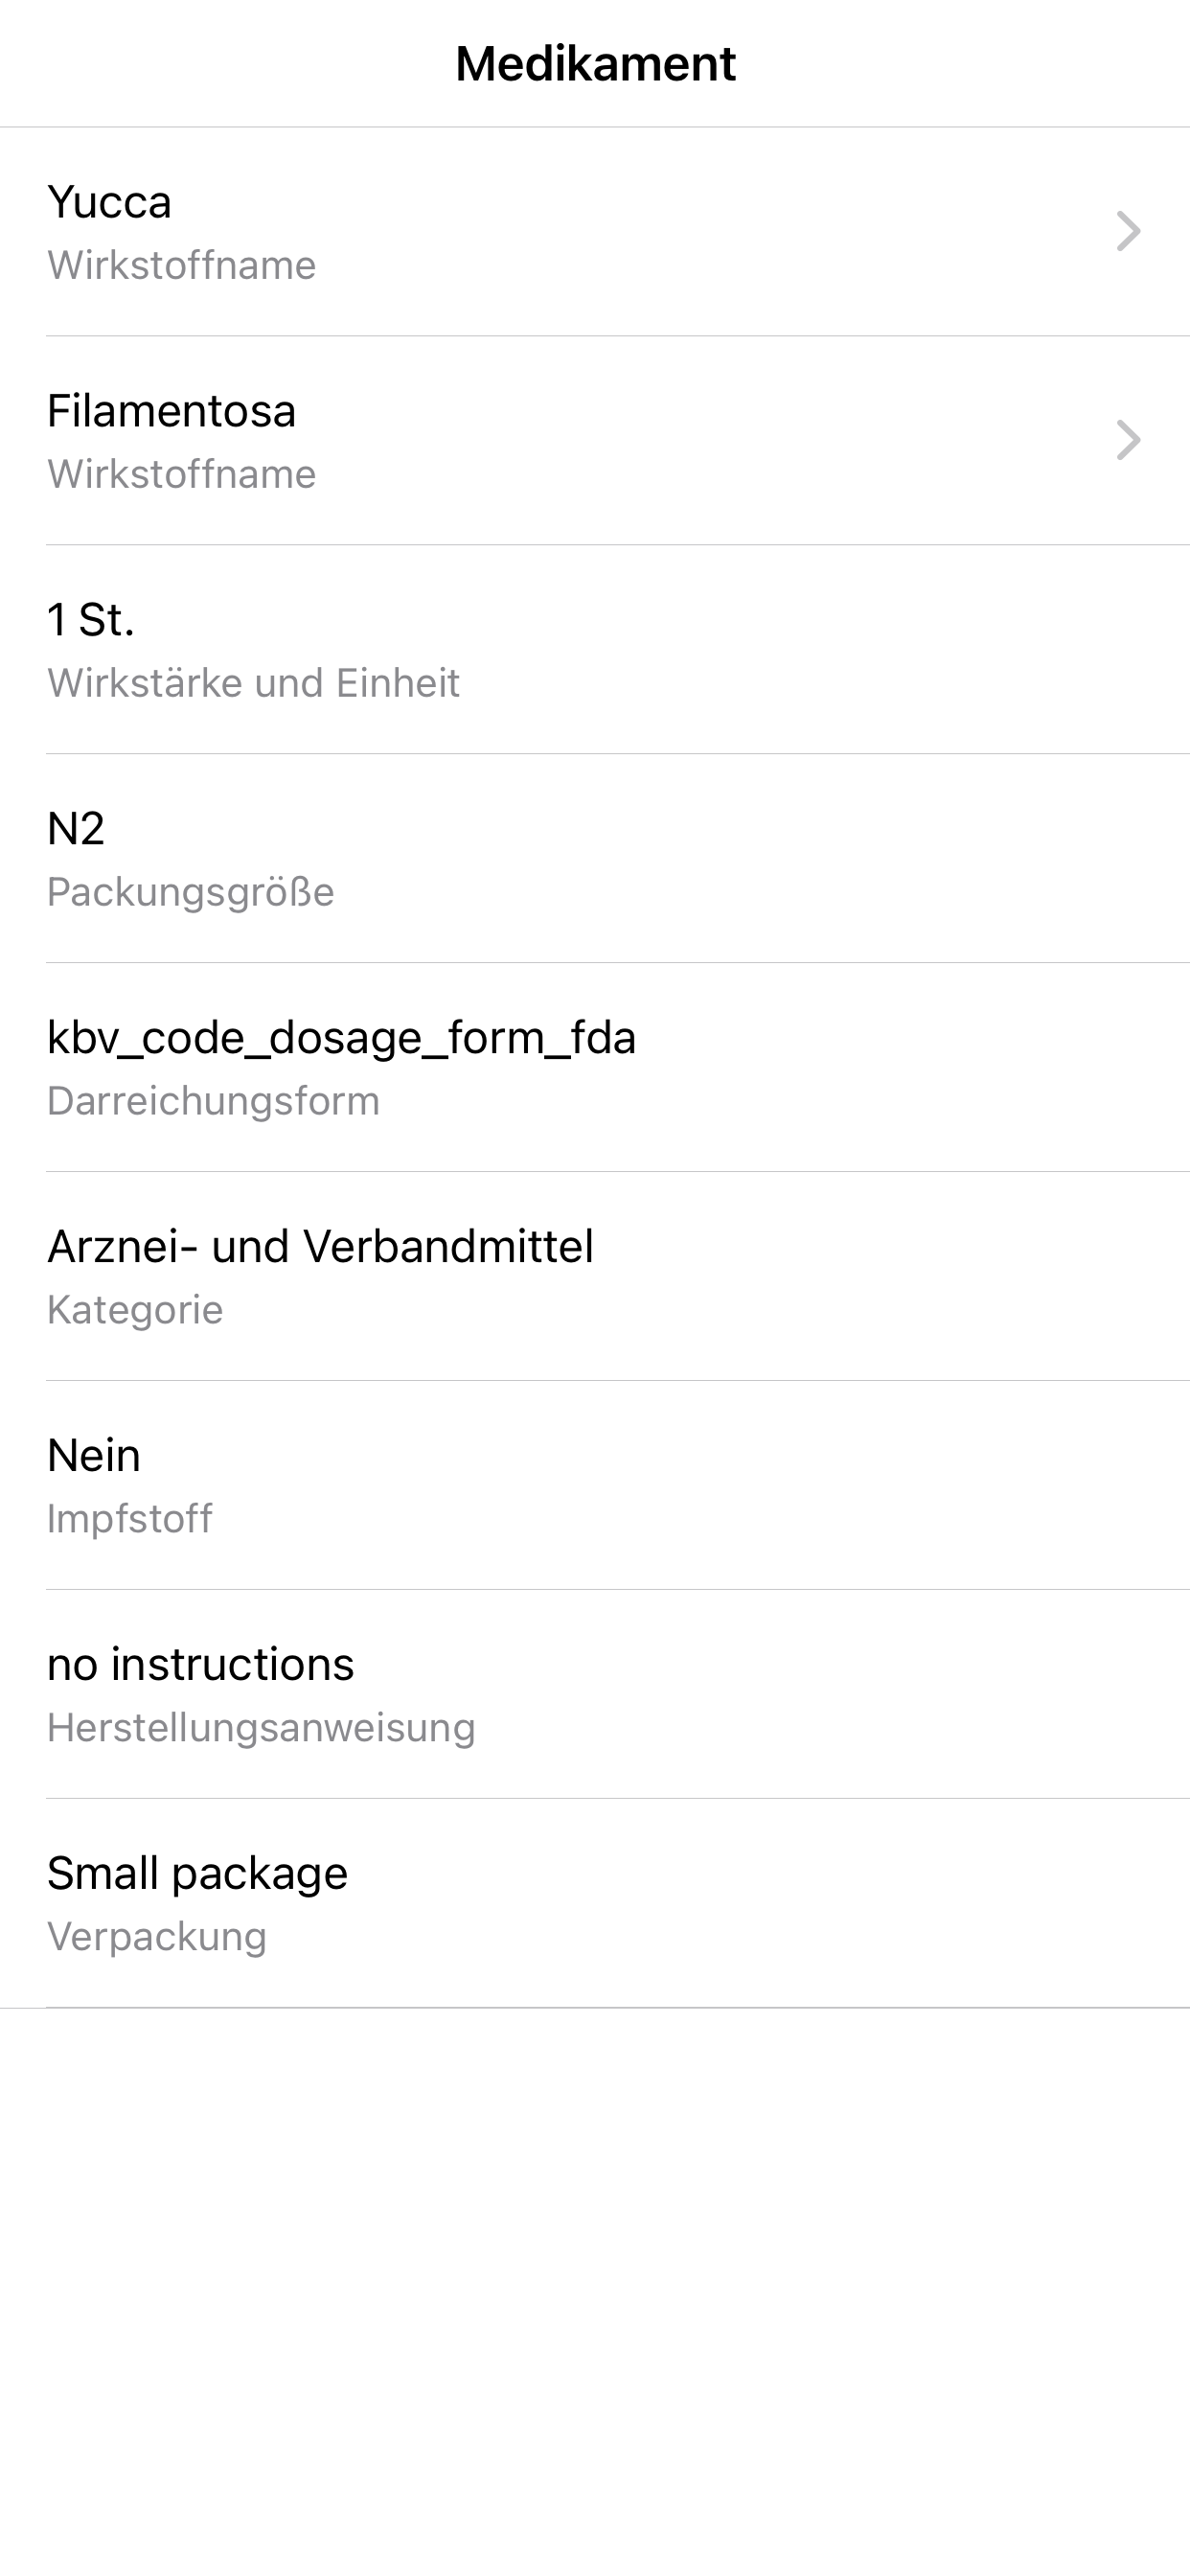 Medikament
Yucca
Wirkstoffname
Filamentosa
Wirkstoffname
1 St.
Wirkstärke und Einheit
N2
Packungsgröße
kbv_code_dosage_form_fda
Darreichungsform
Arznei- und Verbandmittel
Kategorie
Nein
Impfstoff
no instructions
Herstellungsanweisung
Small package
Verpackung